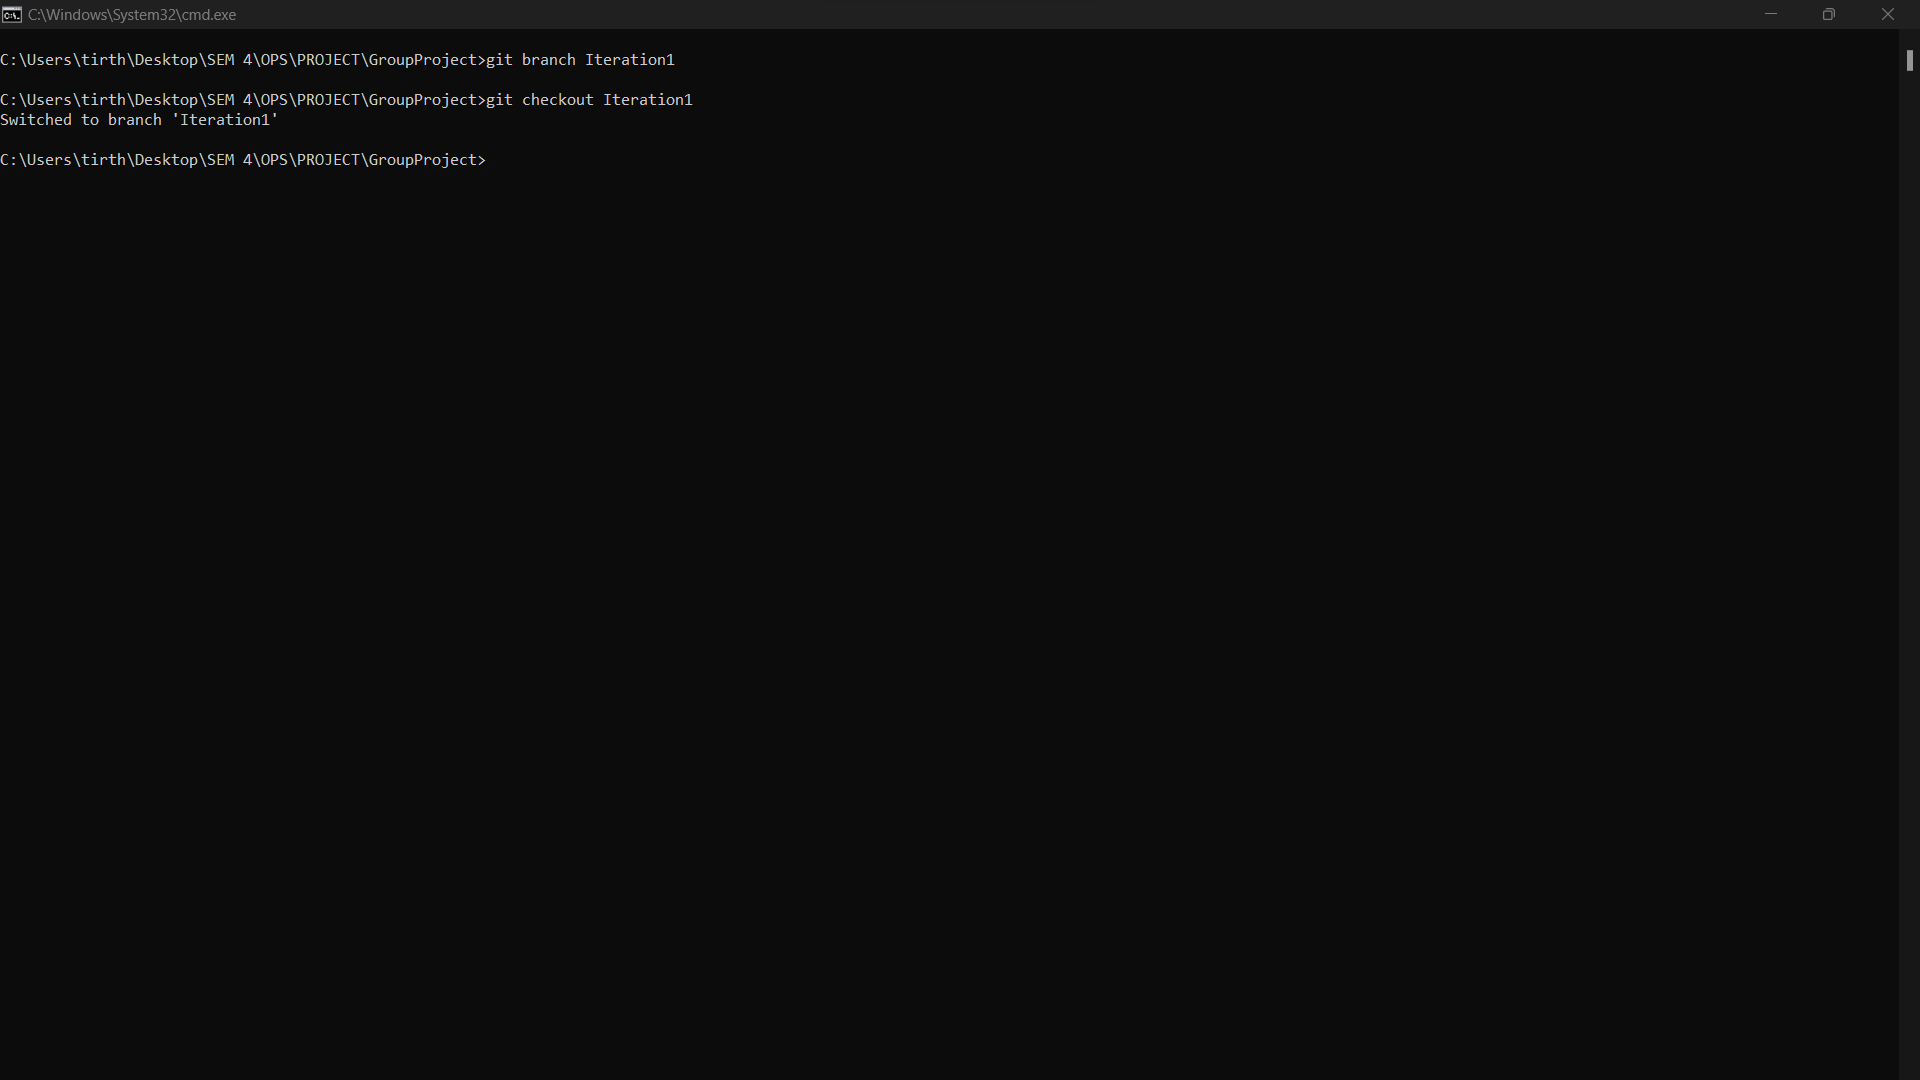 C:\Windows\System32\cmd.exe
C:\Users\tirth\Desktop\SEM 4\OPS\PROJECT\GroupProject>git branch Iteration1
C:\Users\tirth\Desktop\SEM 4\OPS\PROJECT\GroupProject>git checkout Iteration1
Switched to branch 'Iteration1'
C:\Users\tirth\Desktop\SEM 4\OPS\PROJECT\GroupProject>